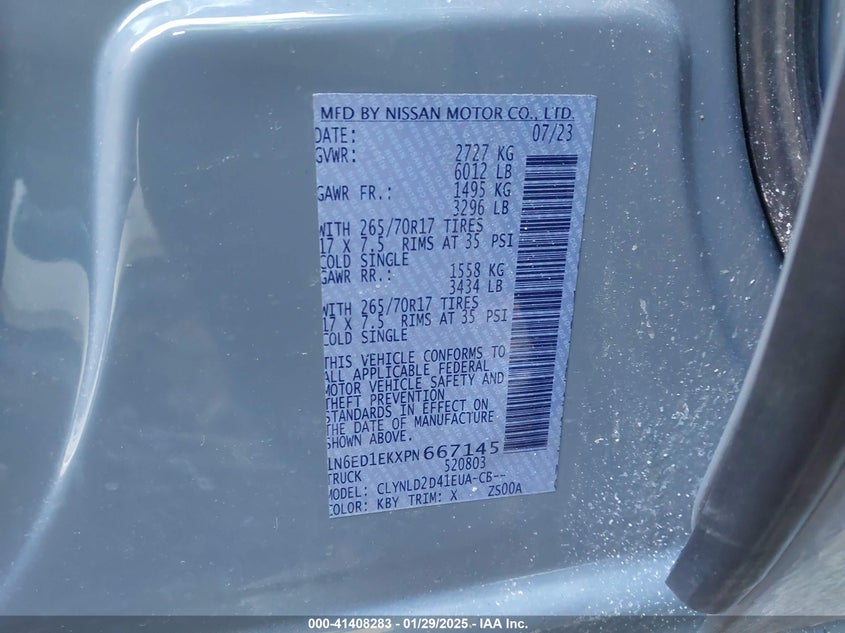 MFD BY NISSAN MOTOR CO., LTD.
DATE: 07/23
GVWR: 2727 KG
6012 LB
GAWR FR.: 1495 KG
3296 LB
WITH 265/70R17 TIRES
17 X 7.5 RIMS AT 35 PSI
COLD SINGLE
GAWR RR.: 1558 KG
3434 LB
WITH 265/70R17 TIRES
17 X 7.5 RIMS AT 35 PSI
COLD SINGLE
THIS VEHICLE CONFORMS TO
ALL APPLICABLE FEDERAL
MOTOR VEHICLE SAFETY AND
THEFT PREVENTION
STANDARDS IN EFFECT ON
THE DATE OF MANUFACTURE
SHOWN ABOVE.
1N6ED1EKXPN667145
520803
TRUCK
MODEL: CLYNLD2D41EUA-CB--
COLOR: KBY TRIM: X ZS00A
000-41408283 - 01/29/2025 - IAA Inc.